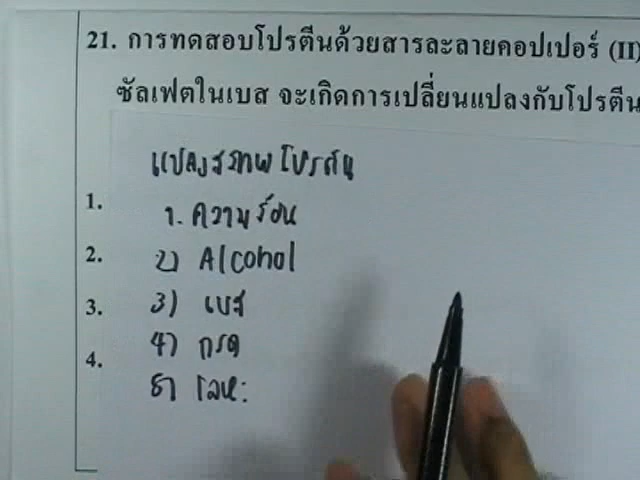 21. การทดสอบโปรตีนด้วยสารละลายคอปเปอร์ (II)
ซัลเฟตในเบส จะเกิดการเปลี่ยนแปลงกับโปรตีน
แปลงสภาพโปรตีน
1.
1. ความร้อน
2.
2) Alcohol
3.
3) เบส
4) กรด
4.
5) โลหะ